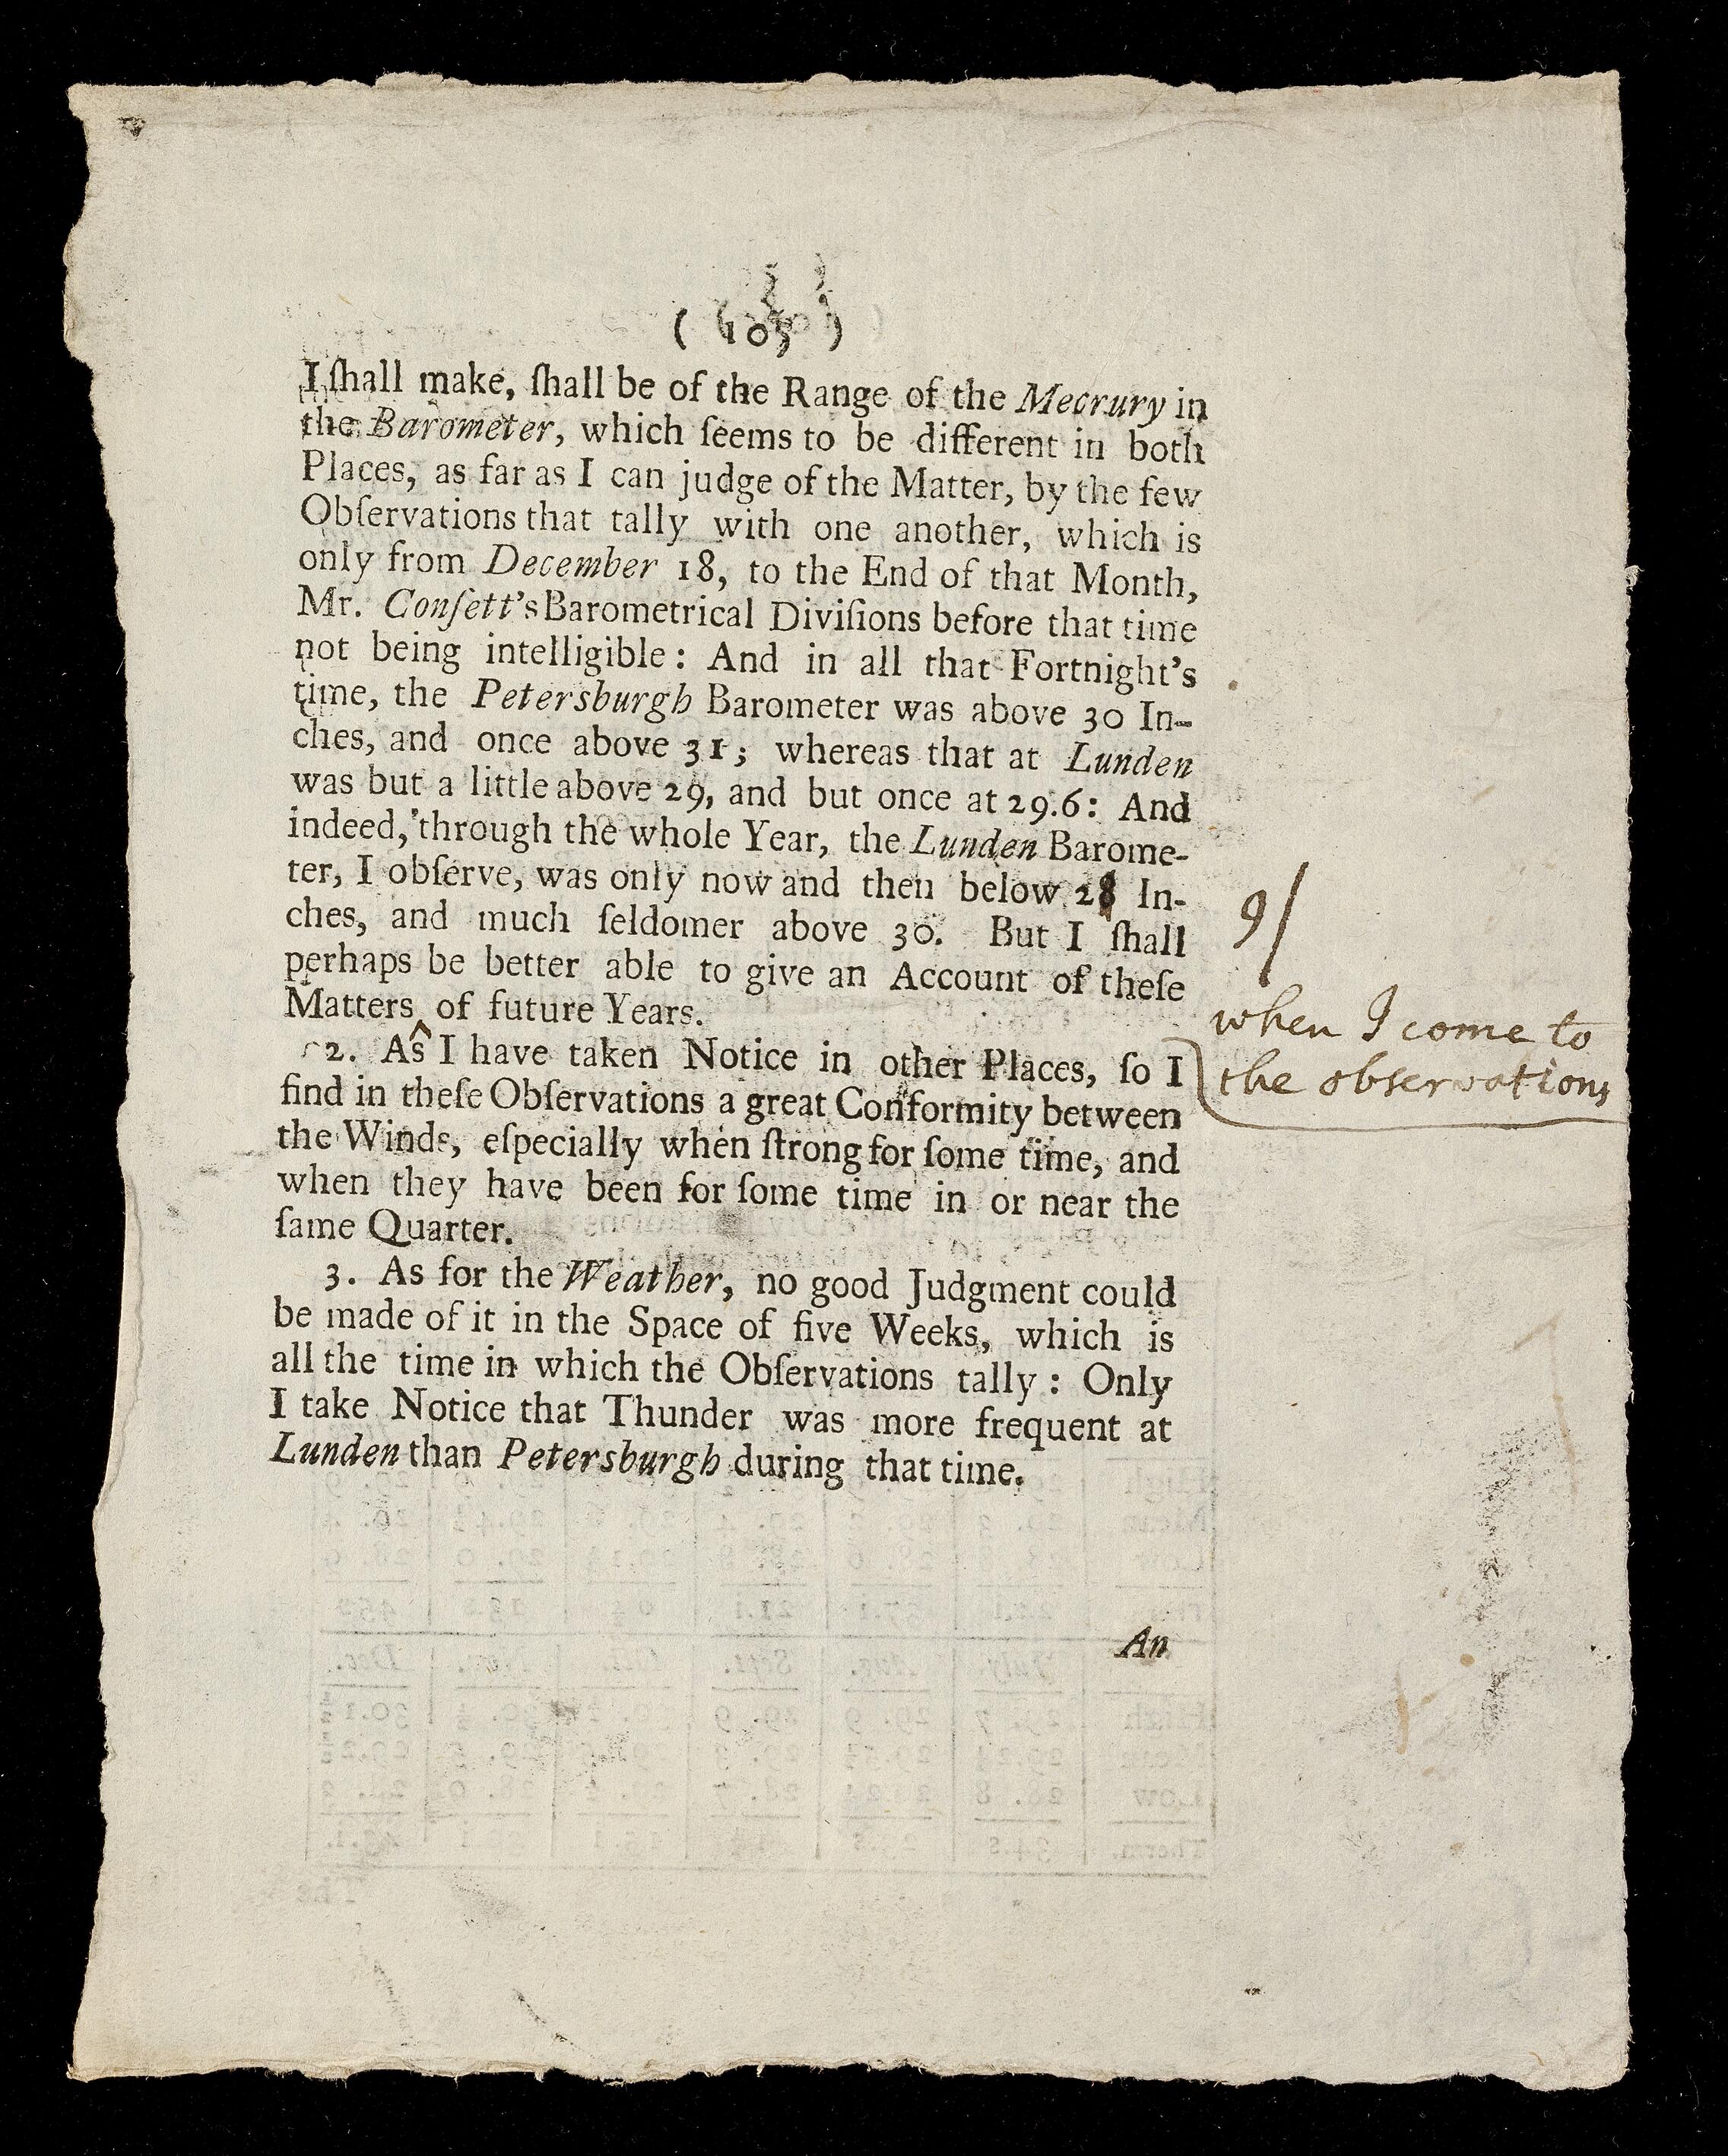 ( 105 )
I ſhall make, ſhall be of the Range of the Mecrury in
the Barometer, which ſeems to be different in both
Places, as far as I can judge of the Matter, by the few
Obſervations that tally with one another, which is
only from December 18, to the End of that Month,
Mr. Conſett's Barometrical Diviſions before that time
not being intelligible: And in all that Fortnight's
time, the Petersburgh Barometer was above 30 In-
ches, and once above 31; whereas that at Lunden
was but a little above 29, and but once at 29.6: And
indeed, through the whole Year, the Lunden Barome-
ter, I obſerve, was only now and then below 28 In-
ches, and much ſeldomer above 30. But I ſhall
9/
perhaps be better able to give an Account of theſe
Matters ‸ of future Years.
when I come to
the observations
2. As I have taken Notice in other Places, ſo I
find in theſe Obſervations a great Conformity between
the Winds, eſpecially when ſtrong for ſome time, and
when they have been for ſome time in or near the
ſame Quarter.
3. As for the Weather, no good Judgment could
be made of it in the Space of five Weeks, which is
all the time in which the Obſervations tally: Only
I take Notice that Thunder was more frequent at
Lunden than Petersburgh during that time.
An